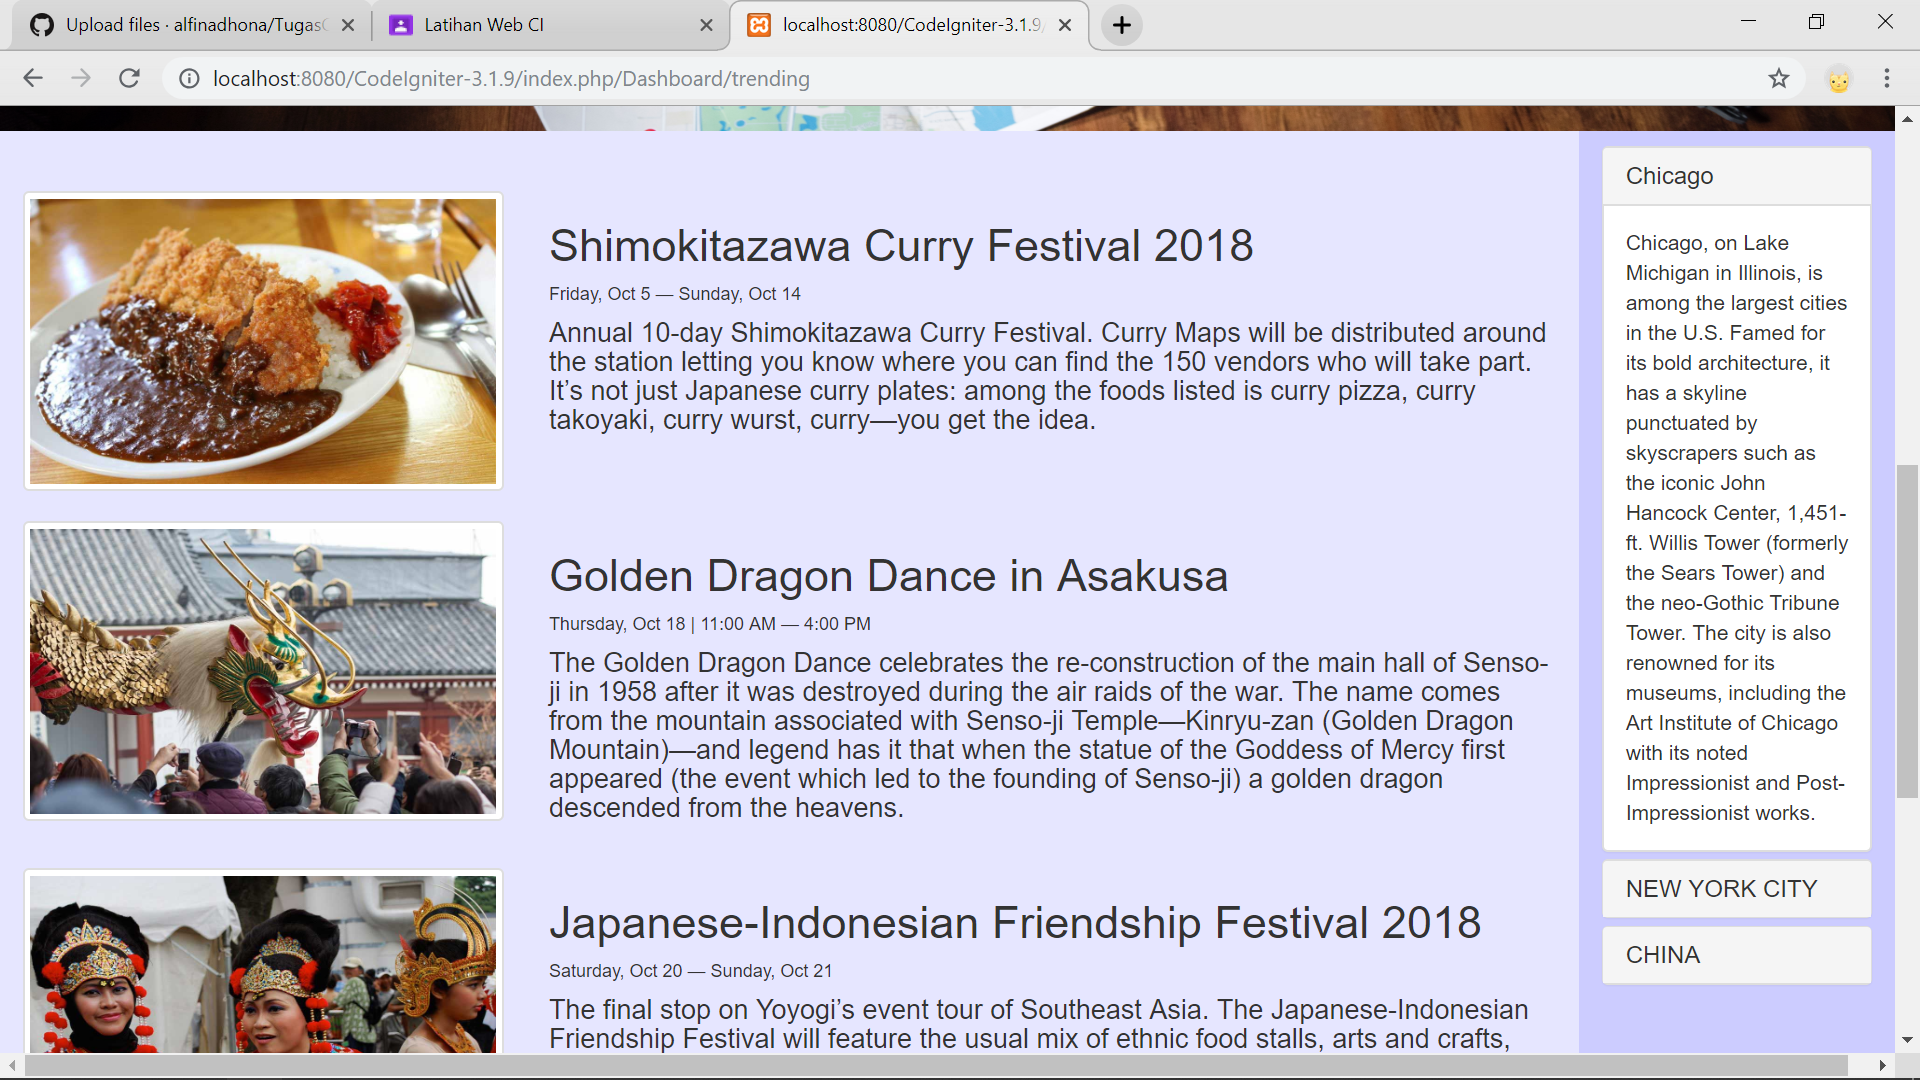 Upload files · alfinadhona/Tugas
Latihan Web CI
localhost:8080/CodeIgniter-3.1.9/
localhost:8080/CodeIgniter-3.1.9/index.php/Dashboard/trending
Shimokitazawa Curry Festival 2018
Friday, Oct 5 — Sunday, Oct 14
Annual 10-day Shimokitazawa Curry Festival. Curry Maps will be distributed around
the station letting you know where you can find the 150 vendors who will take part.
It’s not just Japanese curry plates: among the foods listed is curry pizza, curry
takoyaki, curry wurst, curry—you get the idea.
Golden Dragon Dance in Asakusa
Thursday, Oct 18 | 11:00 AM — 4:00 PM
The Golden Dragon Dance celebrates the re-construction of the main hall of Senso-
ji in 1958 after it was destroyed during the air raids of the war. The name comes
from the mountain associated with Senso-ji Temple—Kinryu-zan (Golden Dragon
Mountain)—and legend has it that when the statue of the Goddess of Mercy first
appeared (the event which led to the founding of Senso-ji) a golden dragon
descended from the heavens.
Japanese-Indonesian Friendship Festival 2018
Saturday, Oct 20 — Sunday, Oct 21
The final stop on Yoyogi’s event tour of Southeast Asia. The Japanese-Indonesian
Friendship Festival will feature the usual mix of ethnic food stalls, arts and crafts,
Chicago
Chicago, on Lake
Michigan in Illinois, is
among the largest cities
in the U.S. Famed for
its bold architecture, it
has a skyline
punctuated by
skyscrapers such as
the iconic John
Hancock Center, 1,451-
ft. Willis Tower (formerly
the Sears Tower) and
the neo-Gothic Tribune
Tower. The city is also
renowned for its
museums, including the
Art Institute of Chicago
with its noted
Impressionist and Post-
Impressionist works.
NEW YORK CITY
CHINA